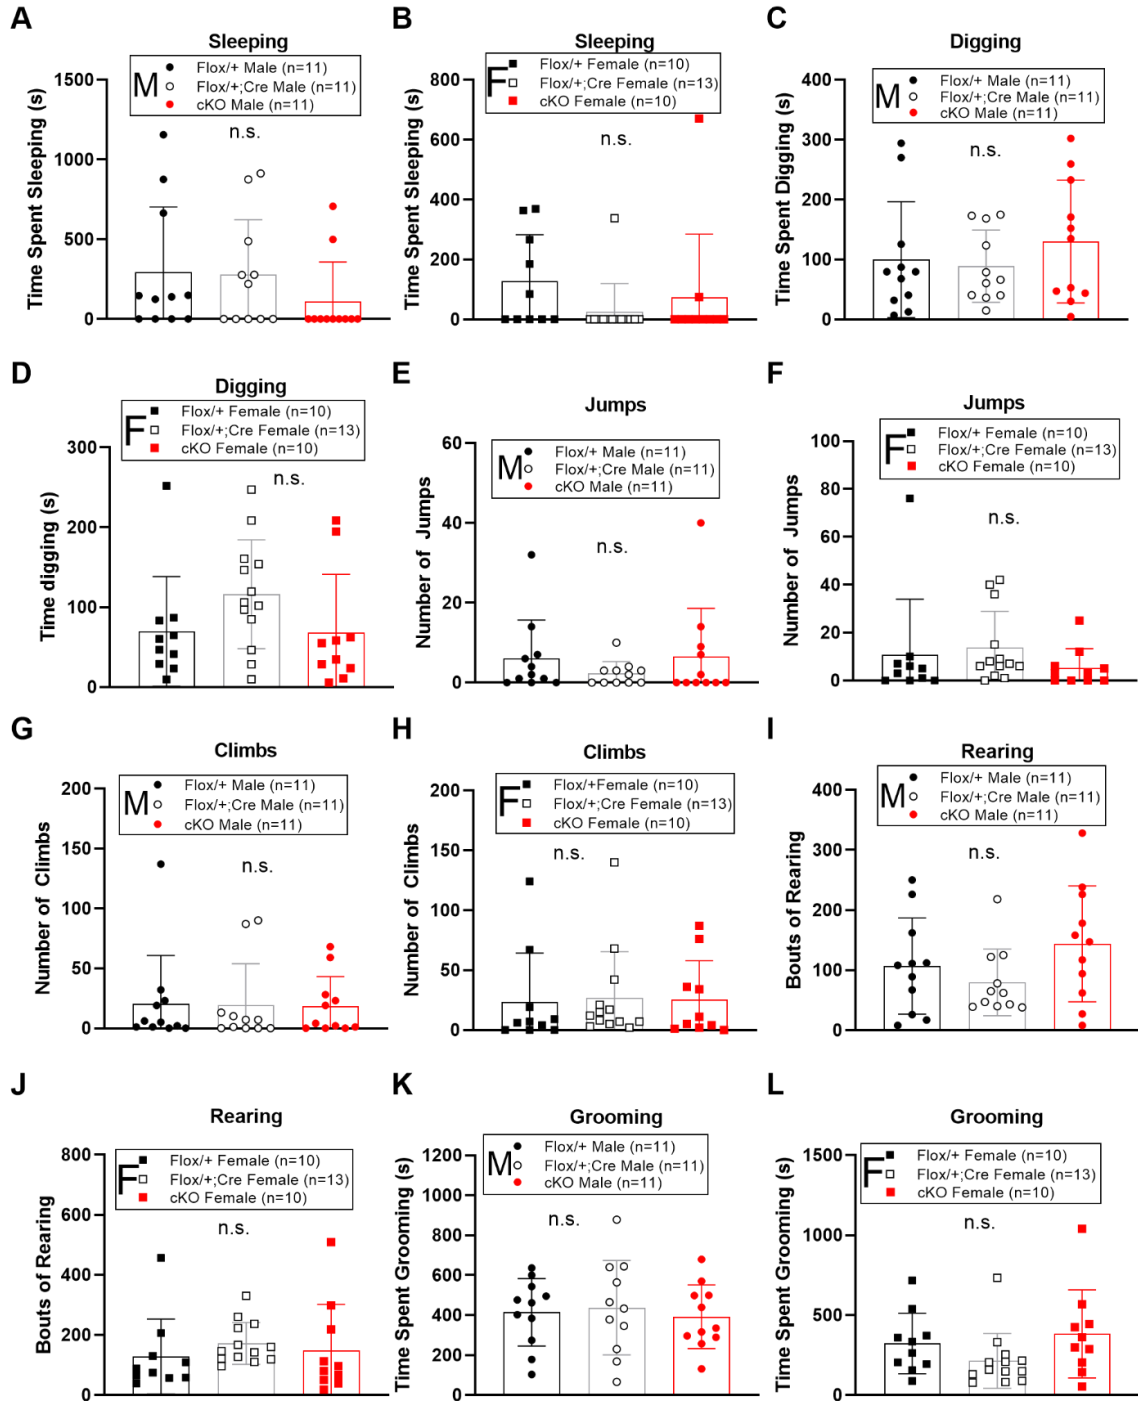 A
Sleeping
M
Flox/+ Male (n=11)
Flox/+;Cre Male (n=11)
cKO Male (n=11)
n.s.
Time Spent Sleeping (s)
1500
1000
500
0
B
Sleeping
F
Flox/+ Female (n=10)
Flox/+;Cre Female (n=13)
cKO Female (n=10)
n.s.
Time Spent Sleeping (s)
800
600
400
200
0
C
Digging
M
Flox/+ Male (n=11)
Flox/+;Cre Male (n=11)
cKO Male (n=11)
n.s.
Time Spent Digging (s)
400
300
200
100
0
D
Digging
F
Flox/+ Female (n=10)
Flox/+;Cre Female (n=13)
cKO Female (n=10)
n.s.
Time digging (s)
300
200
100
0
E
Jumps
M
Flox/+ Male (n=11)
Flox/+;Cre Male (n=11)
cKO Male (n=11)
n.s.
Number of Jumps
60
40
20
0
F
Jumps
F
Flox/+ Female (n=10)
Flox/+;Cre Female (n=13)
cKO Female (n=10)
n.s.
Number of Jumps
100
80
60
40
20
0
G
Climbs
M
Flox/+ Male (n=11)
Flox/+;Cre Male (n=11)
cKO Male (n=11)
n.s.
Number of Climbs
200
150
100
50
0
H
Climbs
F
Flox/+Female (n=10)
Flox/+;Cre Female (n=13)
cKO Female (n=10)
n.s.
Number of Climbs
200
150
100
50
0
I
Rearing
M
Flox/+ Male (n=11)
Flox/+;Cre Male (n=11)
cKO Male (n=11)
n.s.
Bouts of Rearing
400
300
200
100
0
J
Rearing
F
Flox/+ Female (n=10)
Flox/+;Cre Female (n=13)
cKO Female (n=10)
n.s.
Bouts of Rearing
800
600
400
200
0
K
Grooming
M
Flox/+ Male (n=11)
Flox/+;Cre Male (n=11)
cKO Male (n=11)
n.s.
Time Spent Grooming (s)
1200
1000
800
600
400
200
0
L
Grooming
F
Flox/+ Female (n=10)
Flox/+;Cre Female (n=13)
cKO Female (n=10)
n.s.
Time Spent Grooming (s)
1500
1000
500
0